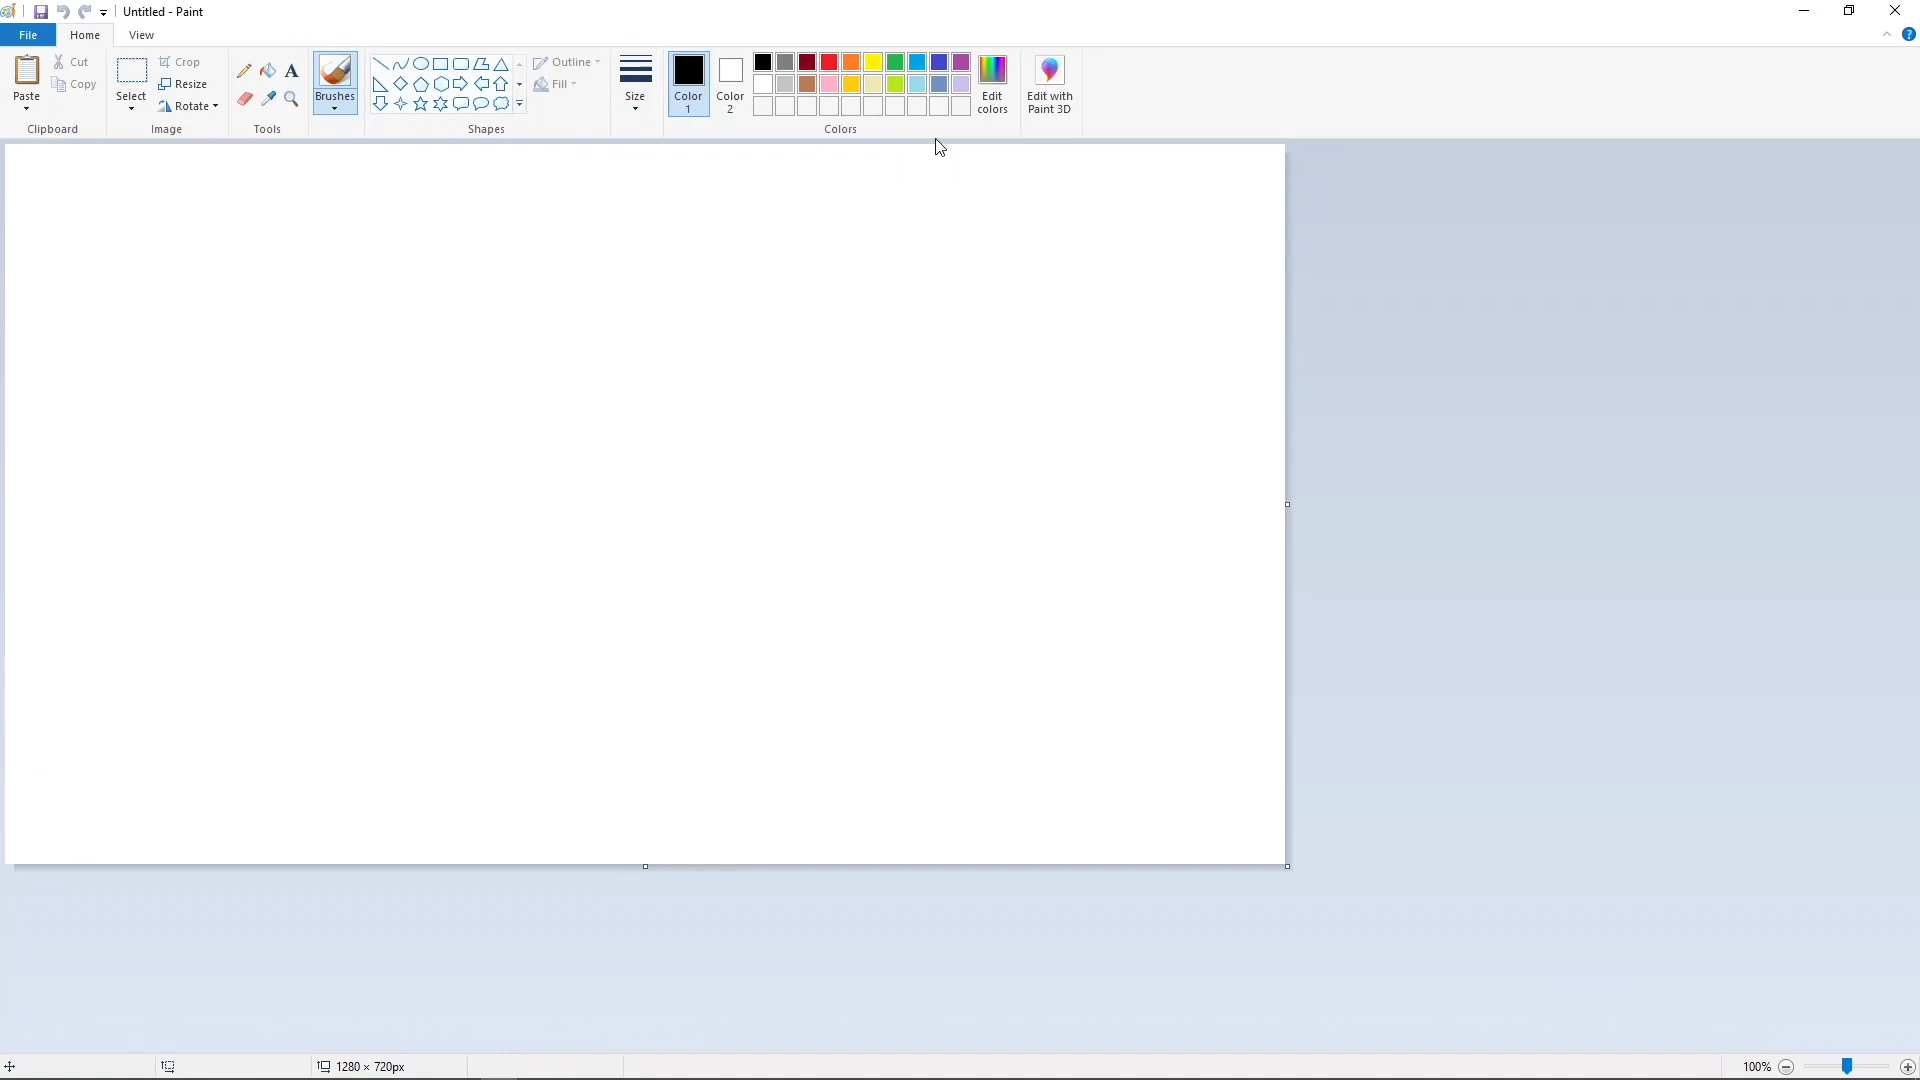 Untitled - Paint
File Home View
Paste
Cut
Copy
Clipboard
Select
Crop
Resize
Rotate
Image
Tools
Brushes
Shapes
Outline
Fill
Size
Color
1
Color
2
Edit
colors
Colors
Edit with
Paint 3D
1280 × 720px
100%